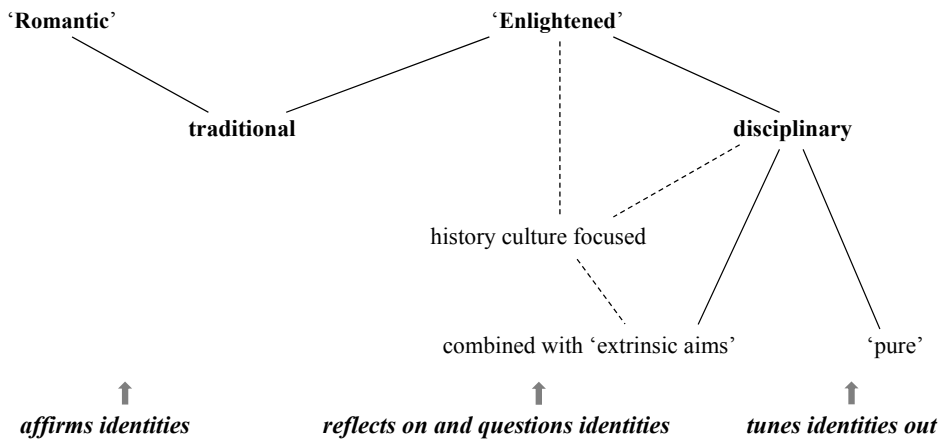 ‘Romantic’ ‘Enlightened’
traditional disciplinary
history culture focused
combined with ‘extrinsic aims’ ‘pure’
affirms identities reflects on and questions identities tunes identities out